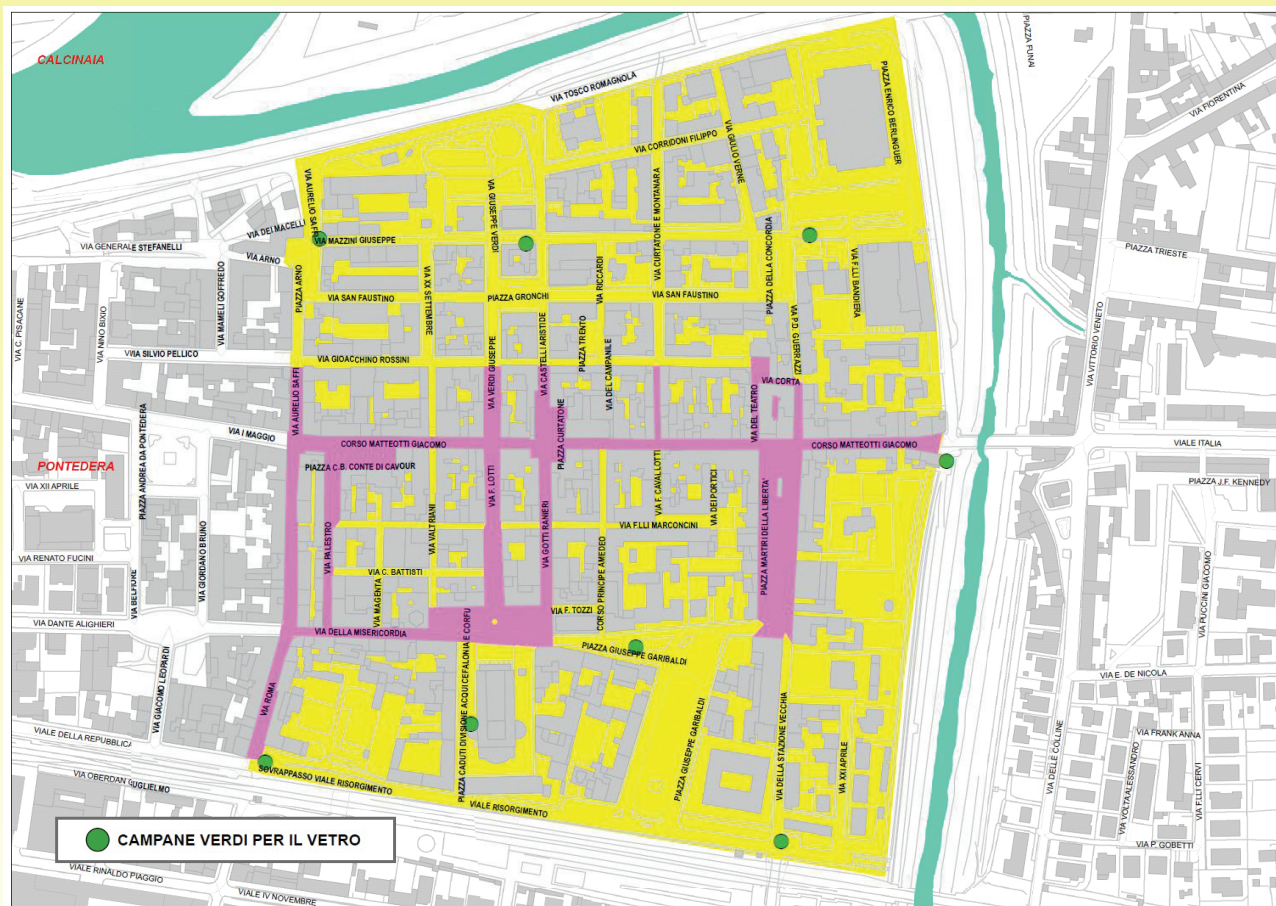 CALCINAIA
PIAZZA FUNAI
VIA TOSCO ROMAGNOLA
PIAZZA ENRICO BERLINGUER
VIA FIORENTINA
VIA CORRIDONI FILIPPO
VIA GIULIO VERNE
VIA AURELIO SAFFI
VIA GIUSEPPE VERDI
VIA CURTATONE E MONTANARA
PIAZZA DELLA CONCORDIA
VIA DEI MACELLI
VIA GENERALE STEFANELLI
VIA MAZZINI GIUSEPPE
VIA ARNO
PIAZZA TRIESTE
VIA F.LLI BANDIERA
VIA C. PISACANE
VIA NINO BIXIO
VIA MAMELI GOFFREDO
PIAZZA ARNO
VIA XX SETTEMBRE
VIA RICCARDI
VIA SAN FAUSTINO
PIAZZA GRONCHI
VIA SAN FAUSTINO
VIA P.D. GUERRAZZI
VIA VITTORIO VENETO
VIA SILVIO PELLICO
VIA GIOACCHINO ROSSINI
VIA VERDI GIUSEPPE
VIA CASTELLI ARISTIDE
PIAZZA TRENTO
VIA DEL CAMPANILE
VIA CORTA
VIA AURELIO SAFFI
VIA DEL TEATRO
VIA I MAGGIO
PIAZZA CURTATONE
CORSO MATTEOTTI GIACOMO
CORSO MATTEOTTI GIACOMO
VIALE ITALIA
PIAZZA ANDREA DA PONTEDERA
PONTEDERA
PIAZZA C.B. CONTE DI CAVOUR
VIA XII APRILE
VIA F. LOTTI
VIA F. CAVALLOTTI
VIA DEI PORTICI
PIAZZA J.F. KENNEDY
VIA VALTRIANI
VIA F.LLI MARCONCINI
VIA PALESTRO
VIA GOTTI RANIERI
PIAZZA MARTIRI DELLA LIBERTA'
VIA RENATO FUCINI
VIA BELFIORE
VIA GIORDANO BRUNO
VIA C. BATTISTI
VIA MAGENTA
CORSO PRINCIPE AMEDEO
VIA PUCCINI GIACOMO
VIA F. TOZZI
VIA DANTE ALIGHIERI
VIA DELLA MISERICORDIA
PIAZZA GIUSEPPE GARIBALDI
VIA GIACOMO LEOPARDI
VIA ROMA
PIAZZA CADUTI DIVISIONE ACQUI CEFALONIA E CORFU
VIA E. DE NICOLA
PIAZZA GIUSEPPE GARIBALDI
VIA DELLA STAZIONE VECCHIA
VIA XXI APRILE
VIALE DELLA REPUBBLICA
VIA DELLE COLLINE
VIA VOLTA ALESSANDRO
VIA FRANK ANNA
VIA F.LLI CERVI
VIA OBERDAN GUGLIELMO
SOVRAPPASSO VIALE RISORGIMENTO
VIALE RISORGIMENTO
VIA P. GOBETTI
CAMPANE VERDI PER IL VETRO
VIALE RINALDO PIAGGIO
VIALE IV NOVEMBRE